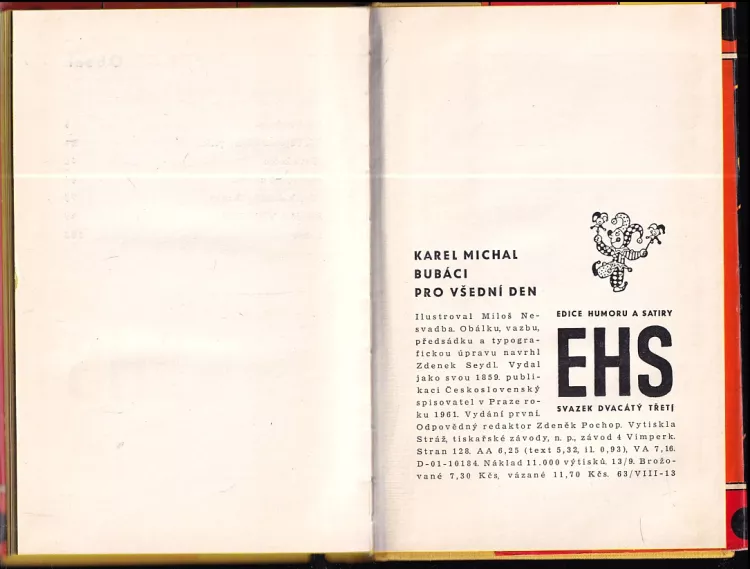 KAREL MICHAL
BUBÁCI
PRO VŠEDNÍ DEN
EDICE HUMORU A SATIRY
EHS
SVAZEK DVACÁTÝ TŘETÍ
Ilustroval Miloš Ne-
svadba. Obálku, vazbu,
předsádku a typogra-
fickou úpravu navrhl
Zdenek Seydl. Vydal
jako svou 1859. publi-
kaci Československý
spisovatel v Praze ro-
ku 1961. Vydání první.
Odpovědný redaktor Zdeněk Pochop. Vytiskla
Stráž, tiskařské závody, n. p., závod 4 Vimperk.
Stran 128. AA 6,25 (text 5,32, il. 0,93), VA 7,16.
D-01-10184. Náklad 11.000 výtisků. 13/9. Brožo-
vané 7,30 Kčs, vázané 11,70 Kčs. 63/VIII-13